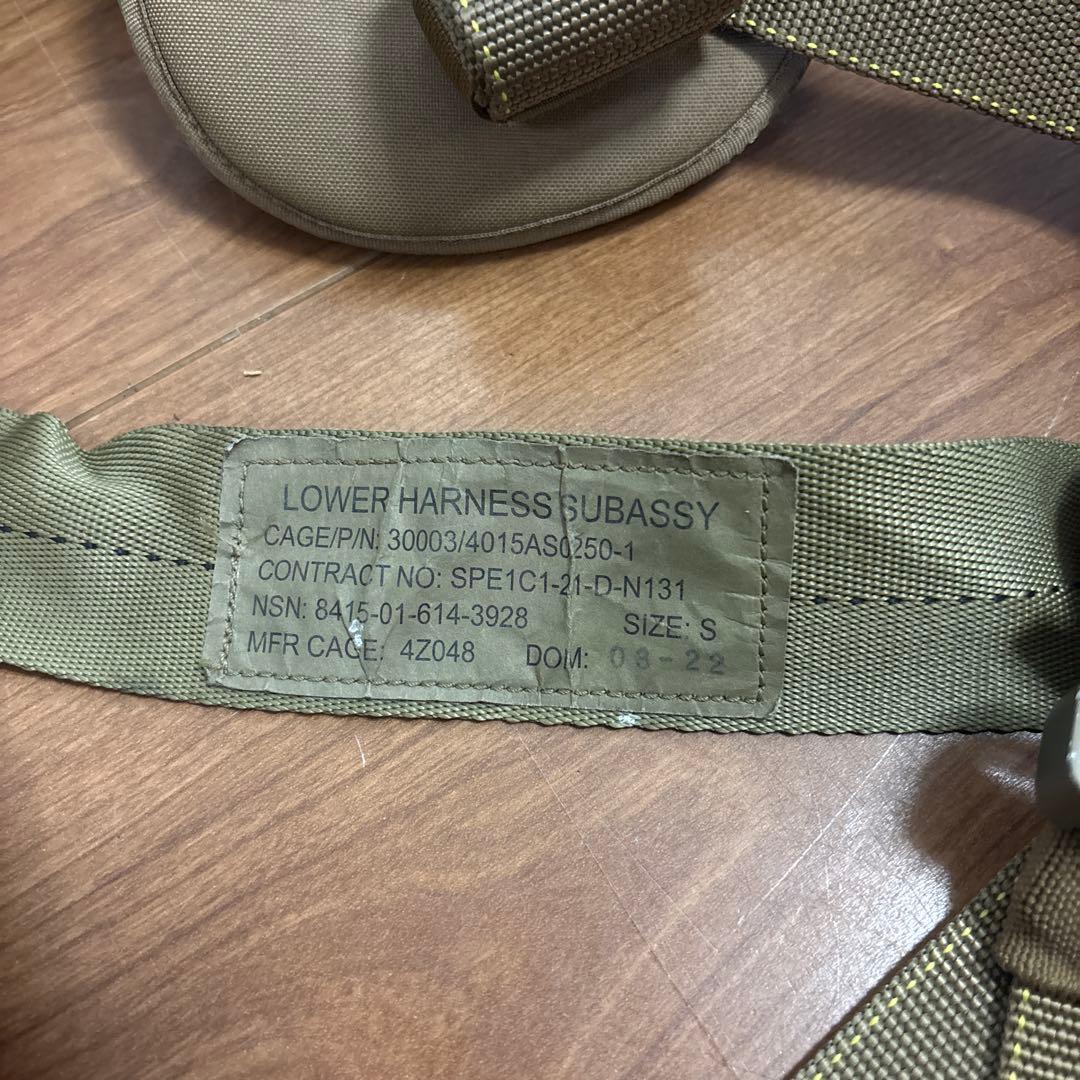 LOWER HARNESS SUBASSY
CAGE/P/N: 30003/4015AS0250-1
CONTRACT NO: SPE1C1-21-D-N131
NSN: 8415-01-614-3928 SIZE: S
MFR CAGE: 4Z048 DOM: 03-22